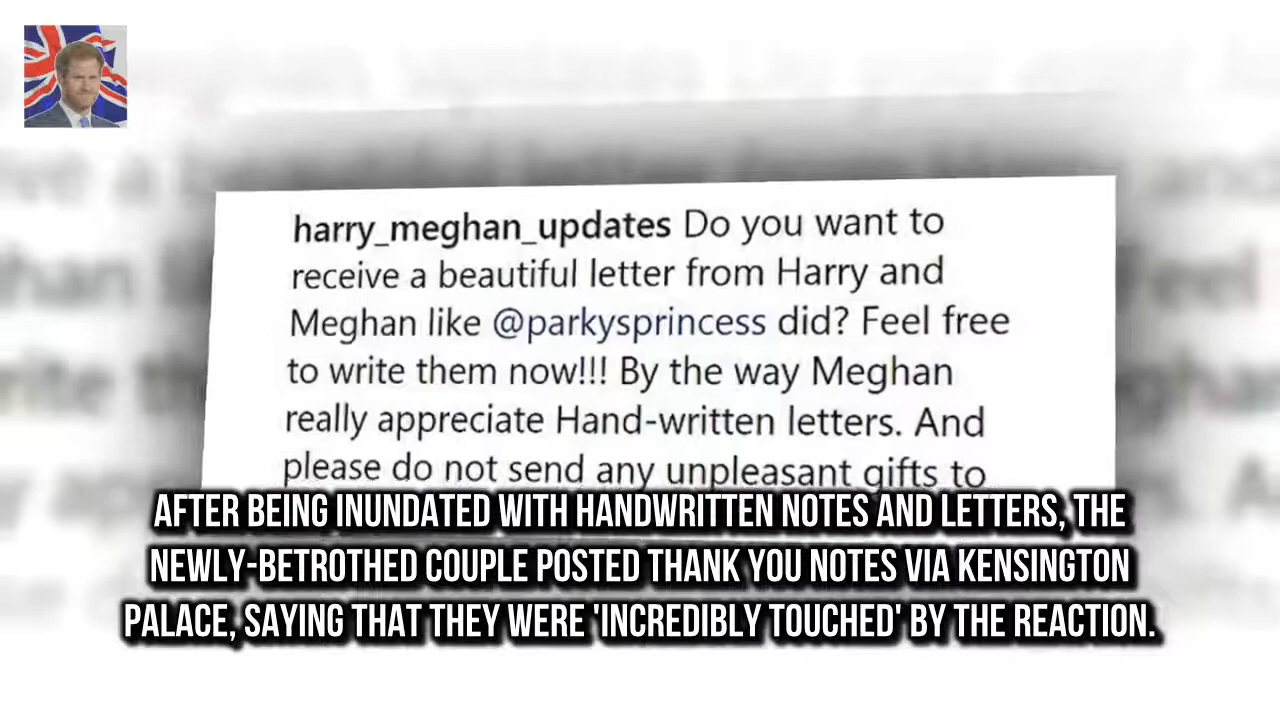 harry_meghan_updates Do you want to
receive a beautiful letter from Harry and
Meghan like @parkysprincess did? Feel free
to write them now!!! By the way Meghan
really appreciate Hand-written letters. And
please do not send any unpleasant gifts to
AFTER BEING INUNDATED WITH HANDWRITTEN NOTES AND LETTERS, THE
NEWLY-BETROTHED COUPLE POSTED THANK YOU NOTES VIA KENSINGTON
PALACE, SAYING THAT THEY WERE 'INCREDIBLY TOUCHED' BY THE REACTION.